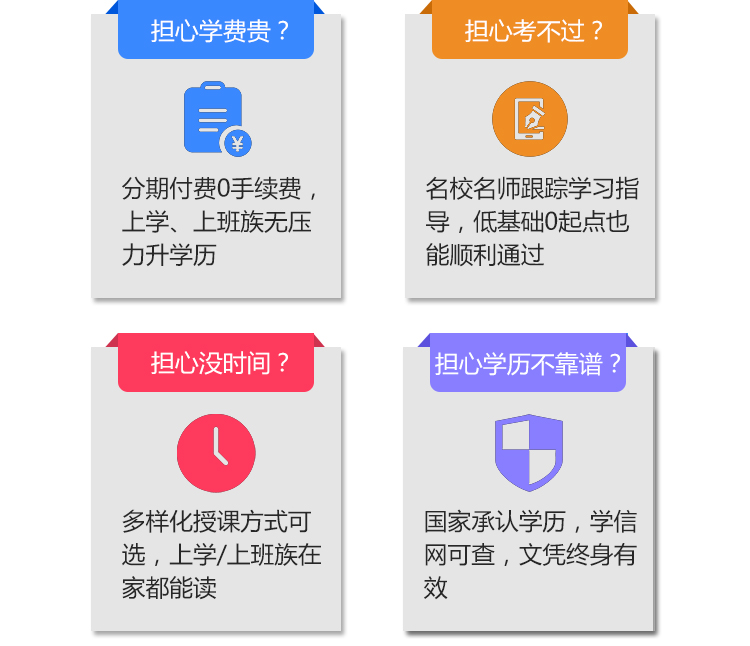 担心学费贵？
¥
分期付费0手续费，
上学、上班族无压
力升学历
担心考不过？
名校名师跟踪学习指
导，低基础0起点也
能顺利通过
担心没时间？
多样化授课方式可
选，上学/上班族在
家都能读
担心学历不靠谱？
国家承认学历，学信
网可查，文凭终身有
效